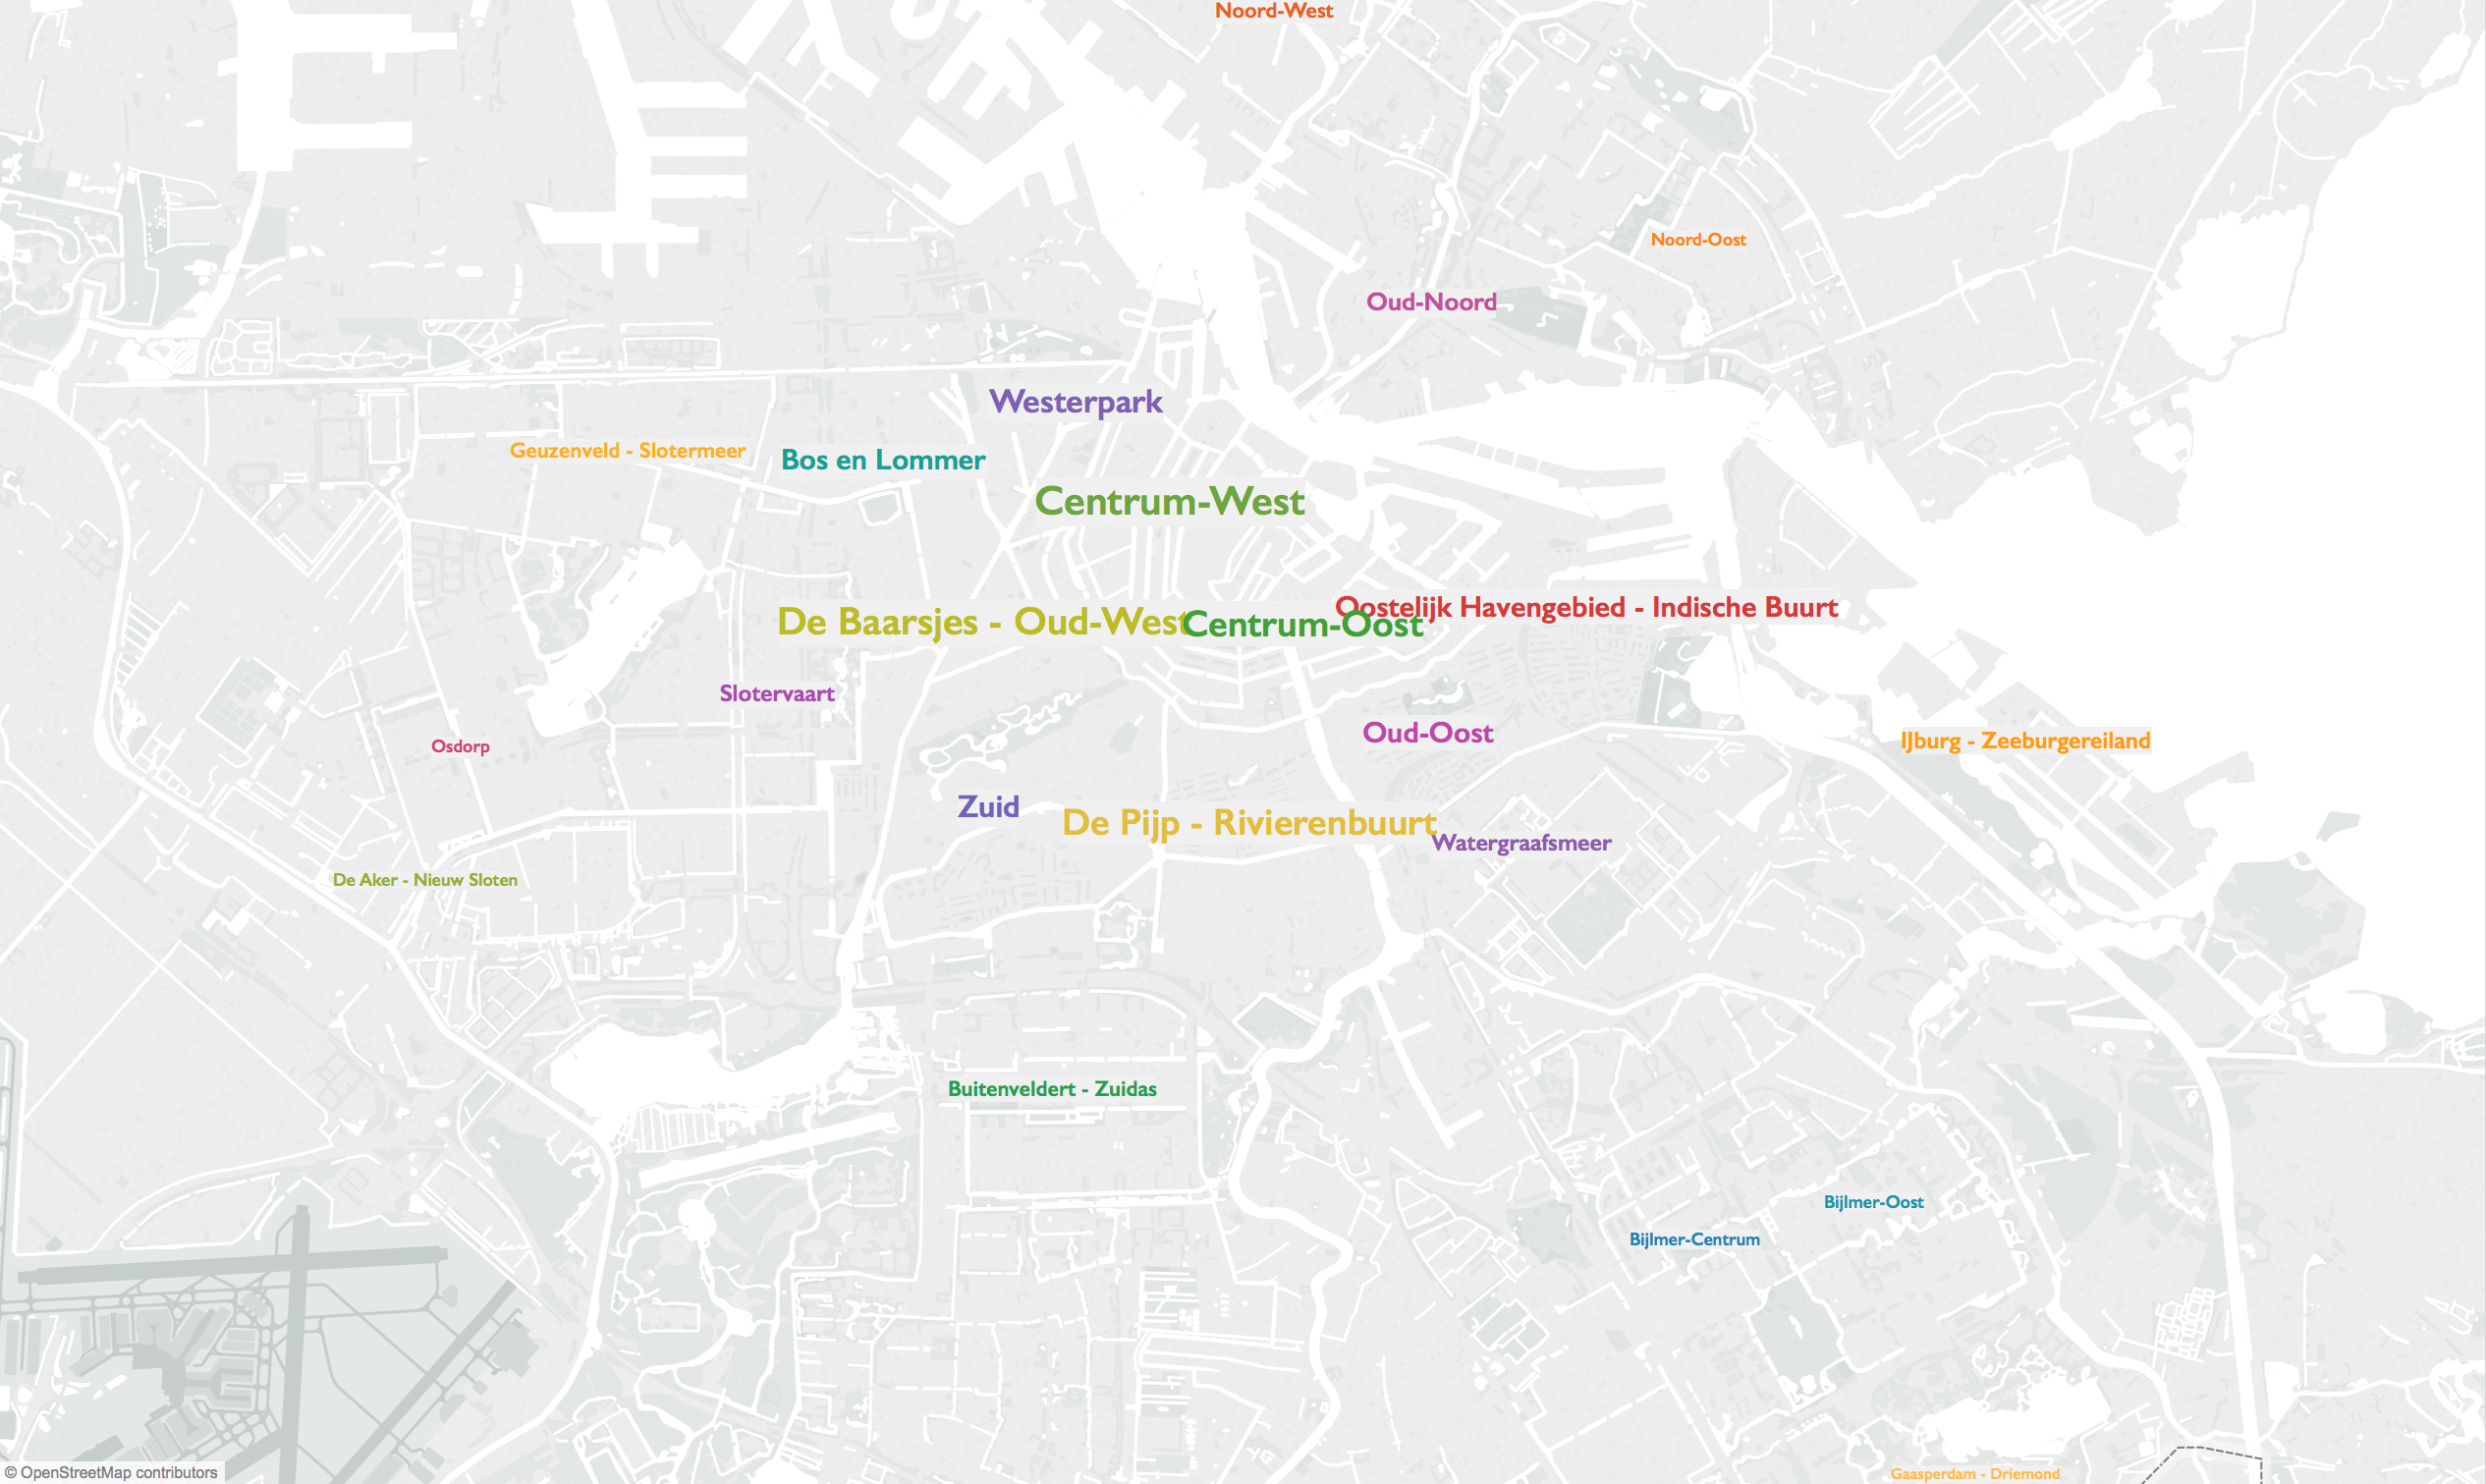 Noord-West
Noord-Oost
Oud-Noord
Westerpark
Geuzenveld - Slotermeer
Bos en Lommer
Centrum-West
Oostelijk Havengebied - Indische Buurt
De Baarsjes - Oud-West
Centrum-Oost
Slotervaart
Oud-Oost
IJburg - Zeeburgereiland
Osdorp
Zuid
De Pijp - Rivierenbuurt
Watergraafsmeer
De Aker - Nieuw Sloten
Buitenveldert - Zuidas
Bijlmer-Oost
Bijlmer-Centrum
© OpenStreetMap contributors
Gaasperdam - Driemond